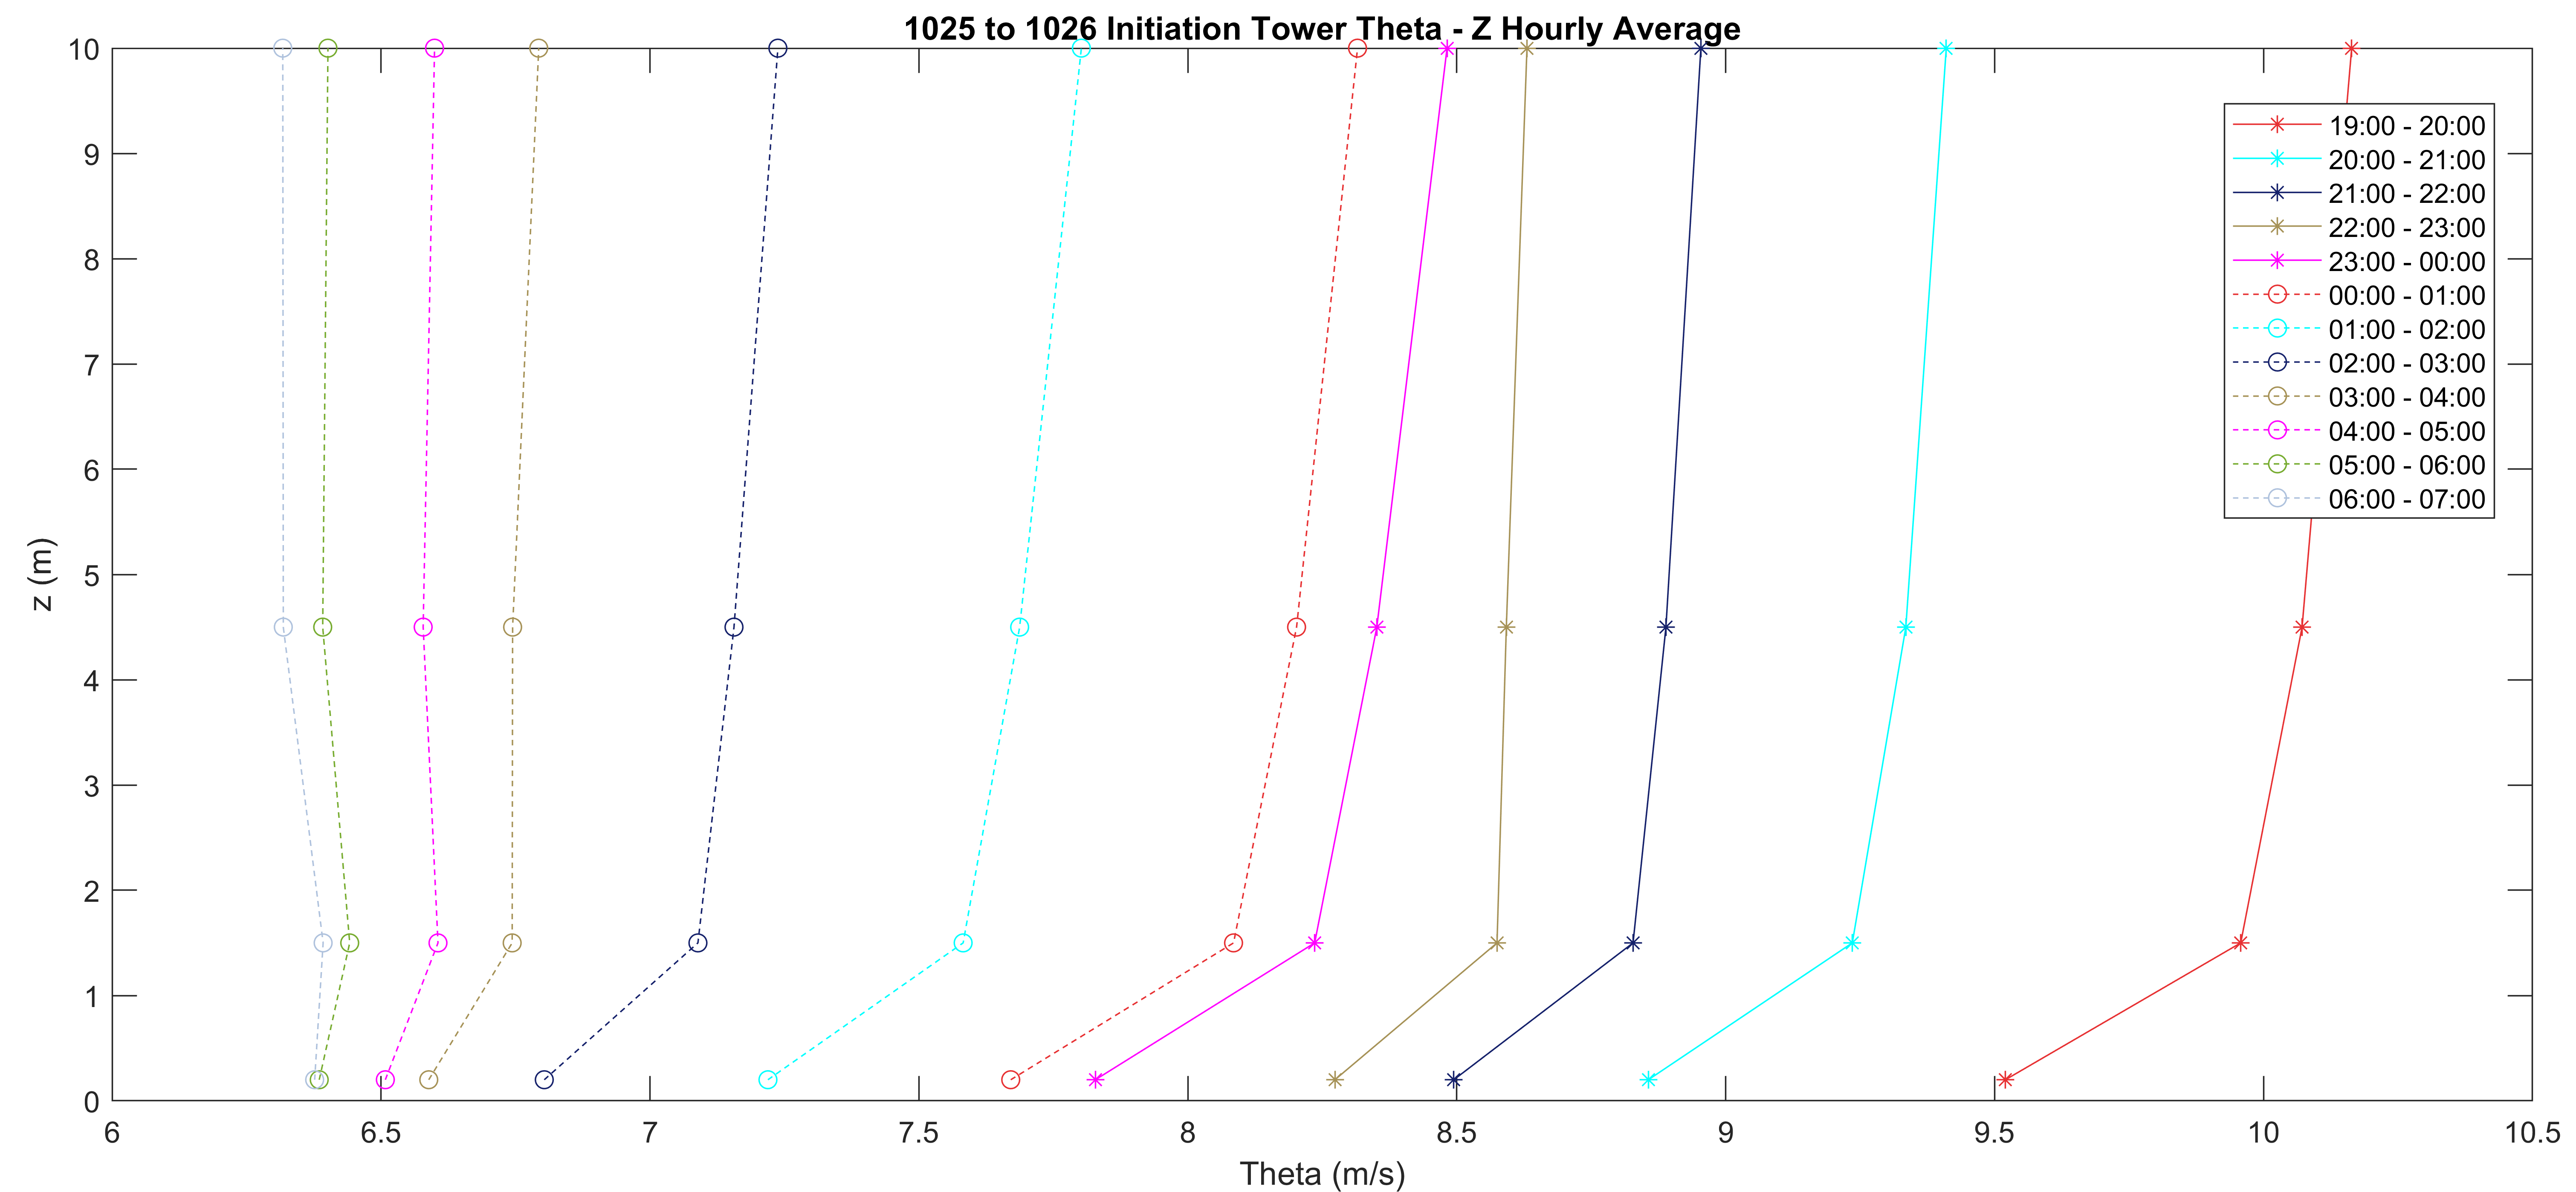 1025 to 1026 Initiation Tower Theta - Z Hourly Average
10
9
8
7
6
5
4
3
2
1
0
z (m)
19:00 - 20:00
20:00 - 21:00
21:00 - 22:00
22:00 - 23:00
23:00 - 00:00
00:00 - 01:00
01:00 - 02:00
02:00 - 03:00
03:00 - 04:00
04:00 - 05:00
05:00 - 06:00
06:00 - 07:00
6 6.5 7 7.5 8 8.5 9 9.5 10 10.5
Theta (m/s)